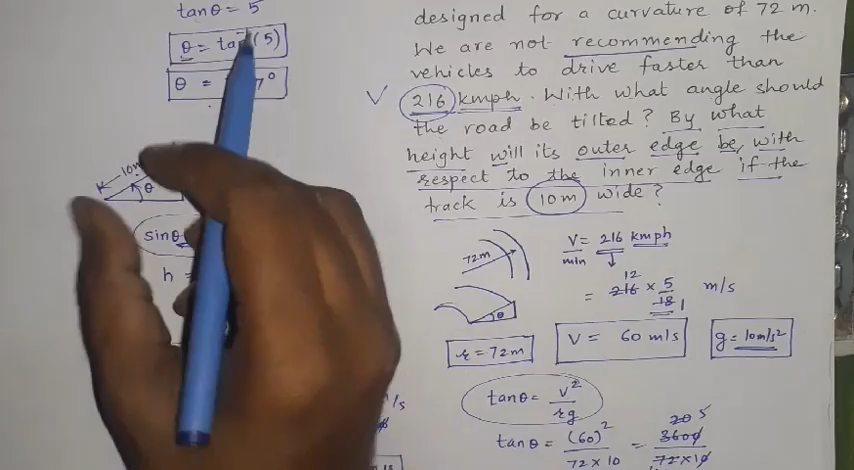 tanθ = 5
θ = tan⁻¹(5)
θ = 7°
10m
θ
sinθ
h =
/s
designed for a curvature of 72 m.
We are not recommending the
vehicles to drive faster than
V 216 kmph. With what angle should
the road be tilted? By what
height will its outer edge be, with
respect to the inner edge if the
track is 10m wide?
72m
θ
r = 72m
V = 216 kmph
min
12
= 216 × 5 m/s
18 1
V = 60 m/s
g = 10m/s²
tanθ = V²
rg
20 5
tanθ = (60)² = 3600
72×10 72×10